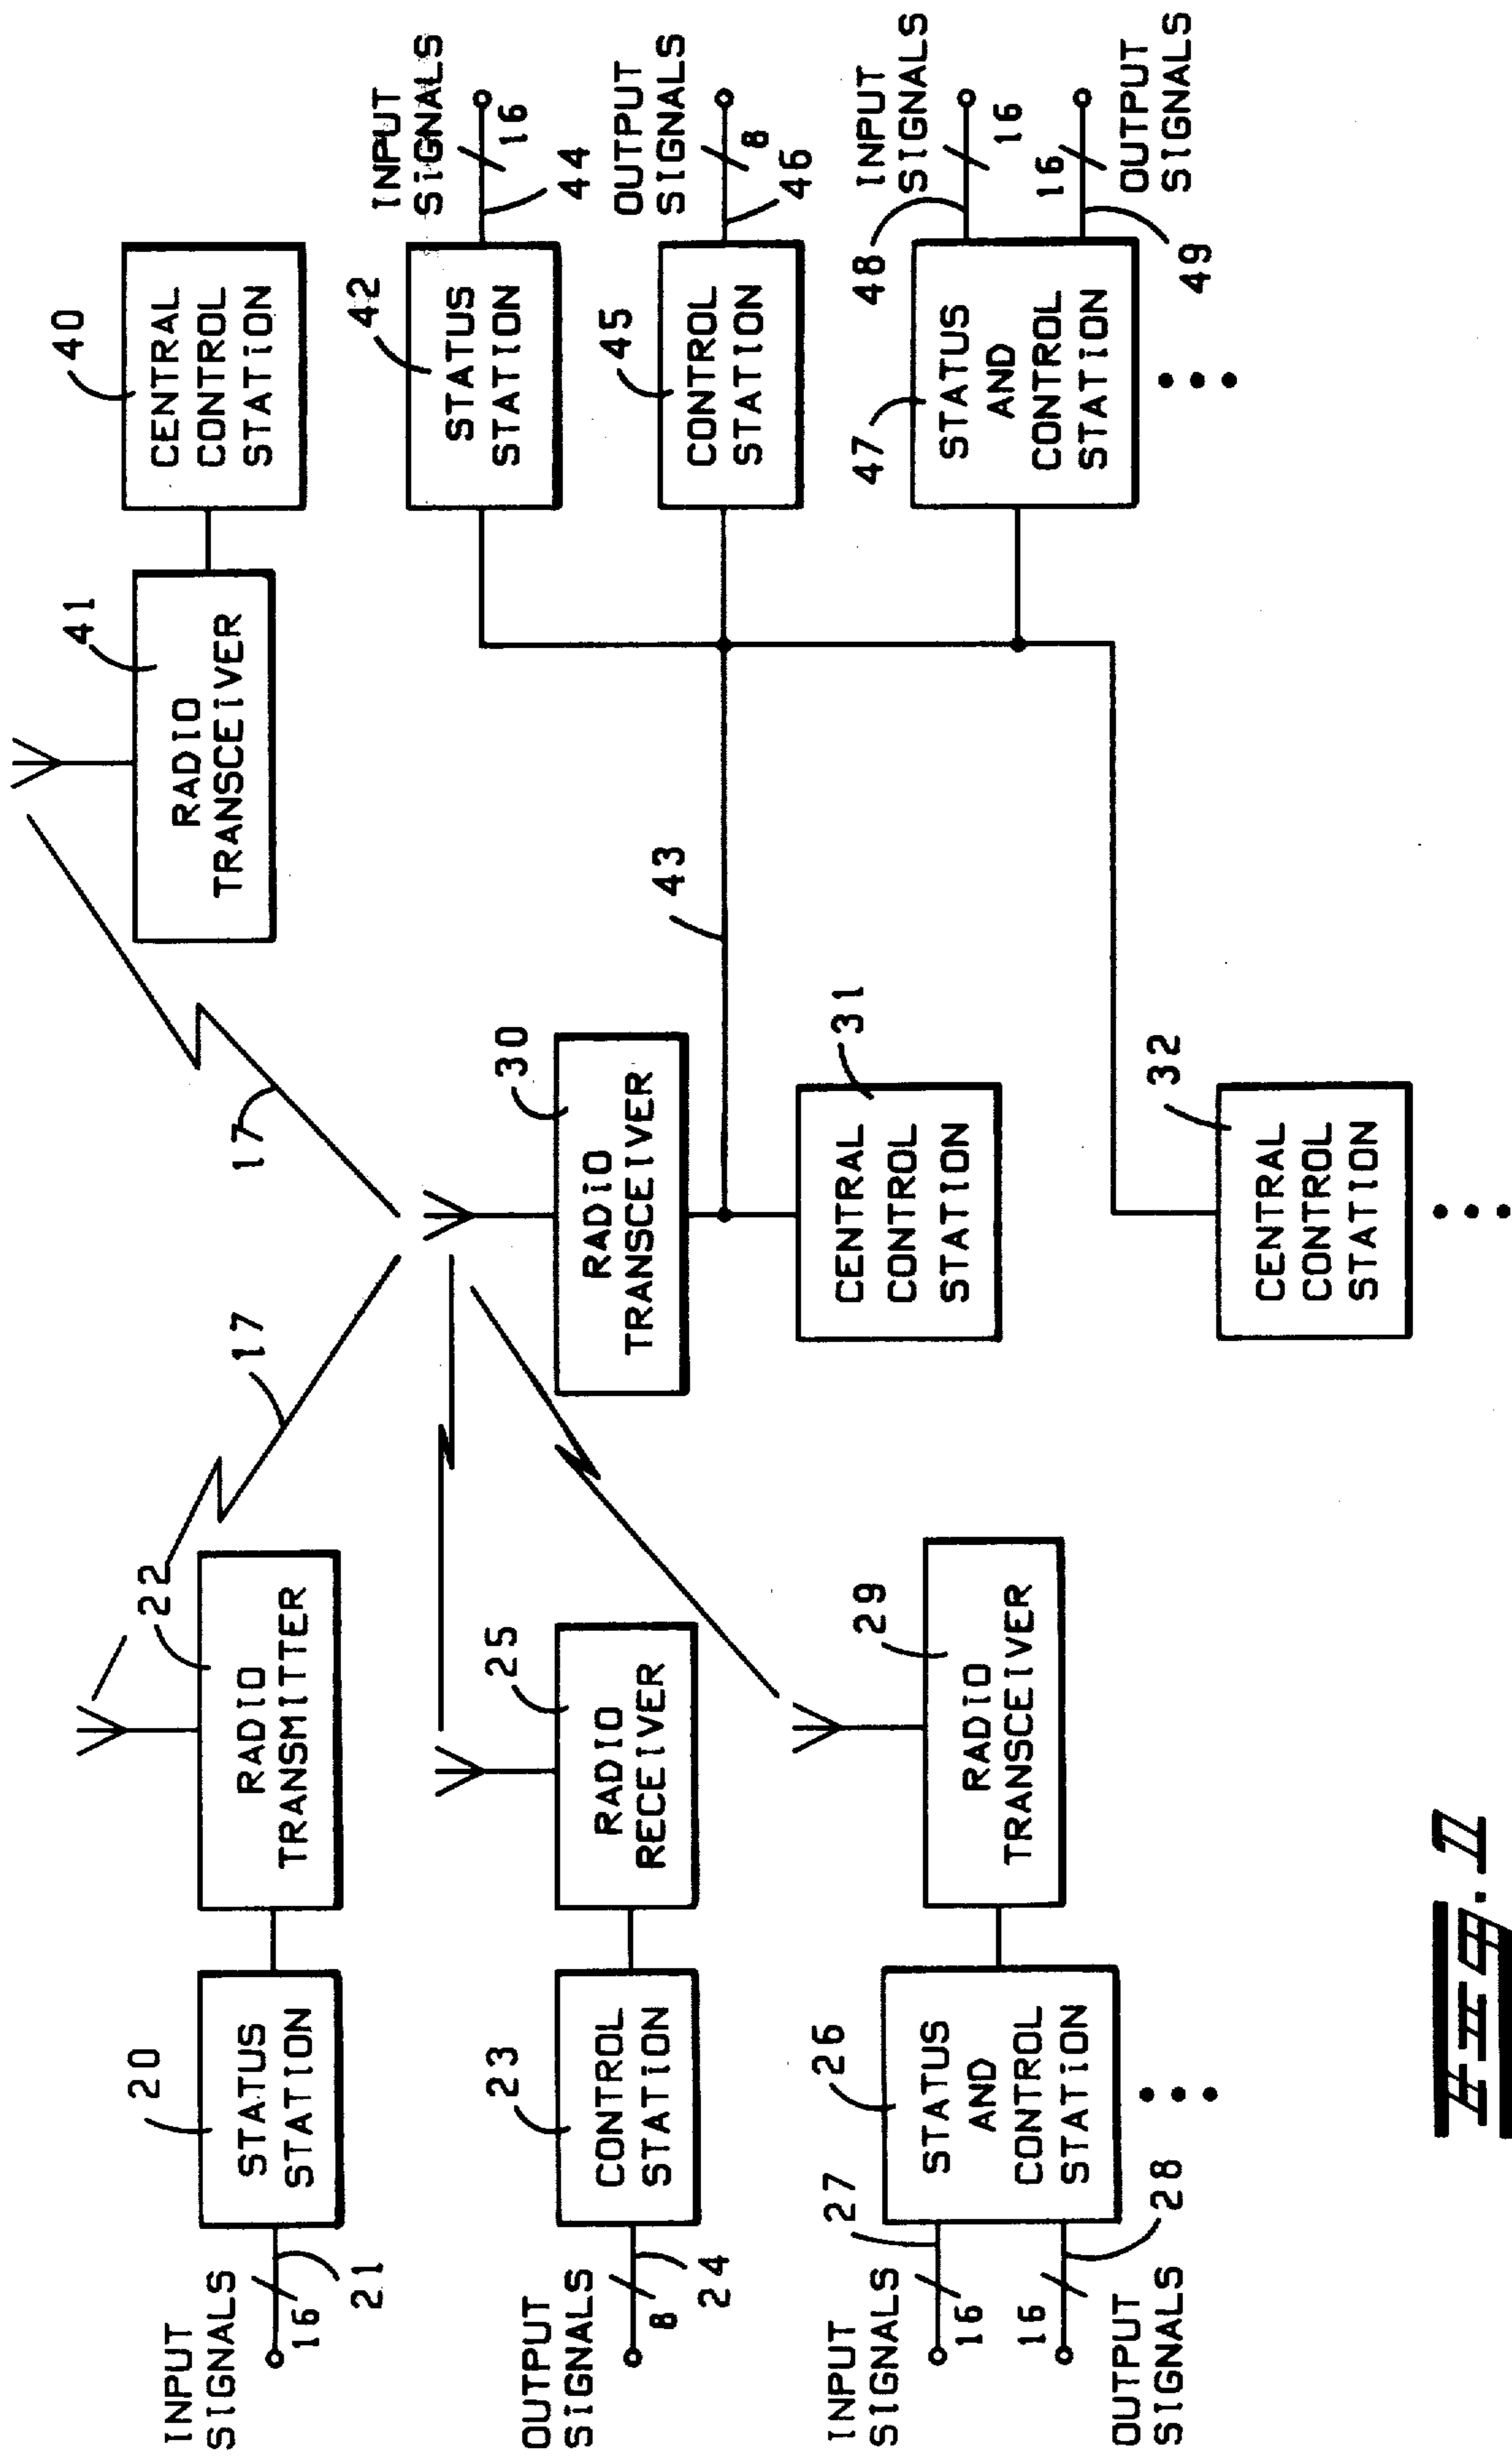 INPUT
SIGNALS
16
21
20
STATUS
STATION
22
RADIO
TRANSMITTER
17
17
41
RADIO
TRANSCEIVER
40
CENTRAL
CONTROL
STATION
OUTPUT
SIGNALS
8
24
23
CONTROL
STATION
25
RADIO
RECEIVER
30
RADIO
TRANSCEIVER
31
CENTRAL
CONTROL
STATION
43
42
STATUS
STATION
INPUT
SIGNALS
16
44
45
CONTROL
STATION
OUTPUT
SIGNALS
8
46
INPUT
SIGNALS
16
27
26
STATUS
AND
CONTROL
STATION
16
28
OUTPUT
SIGNALS
29
RADIO
TRANSCEIVER
32
CENTRAL
CONTROL
STATION
47
STATUS
AND
CONTROL
STATION
48
INPUT
SIGNALS
16
16
49
OUTPUT
SIGNALS
Fig. II